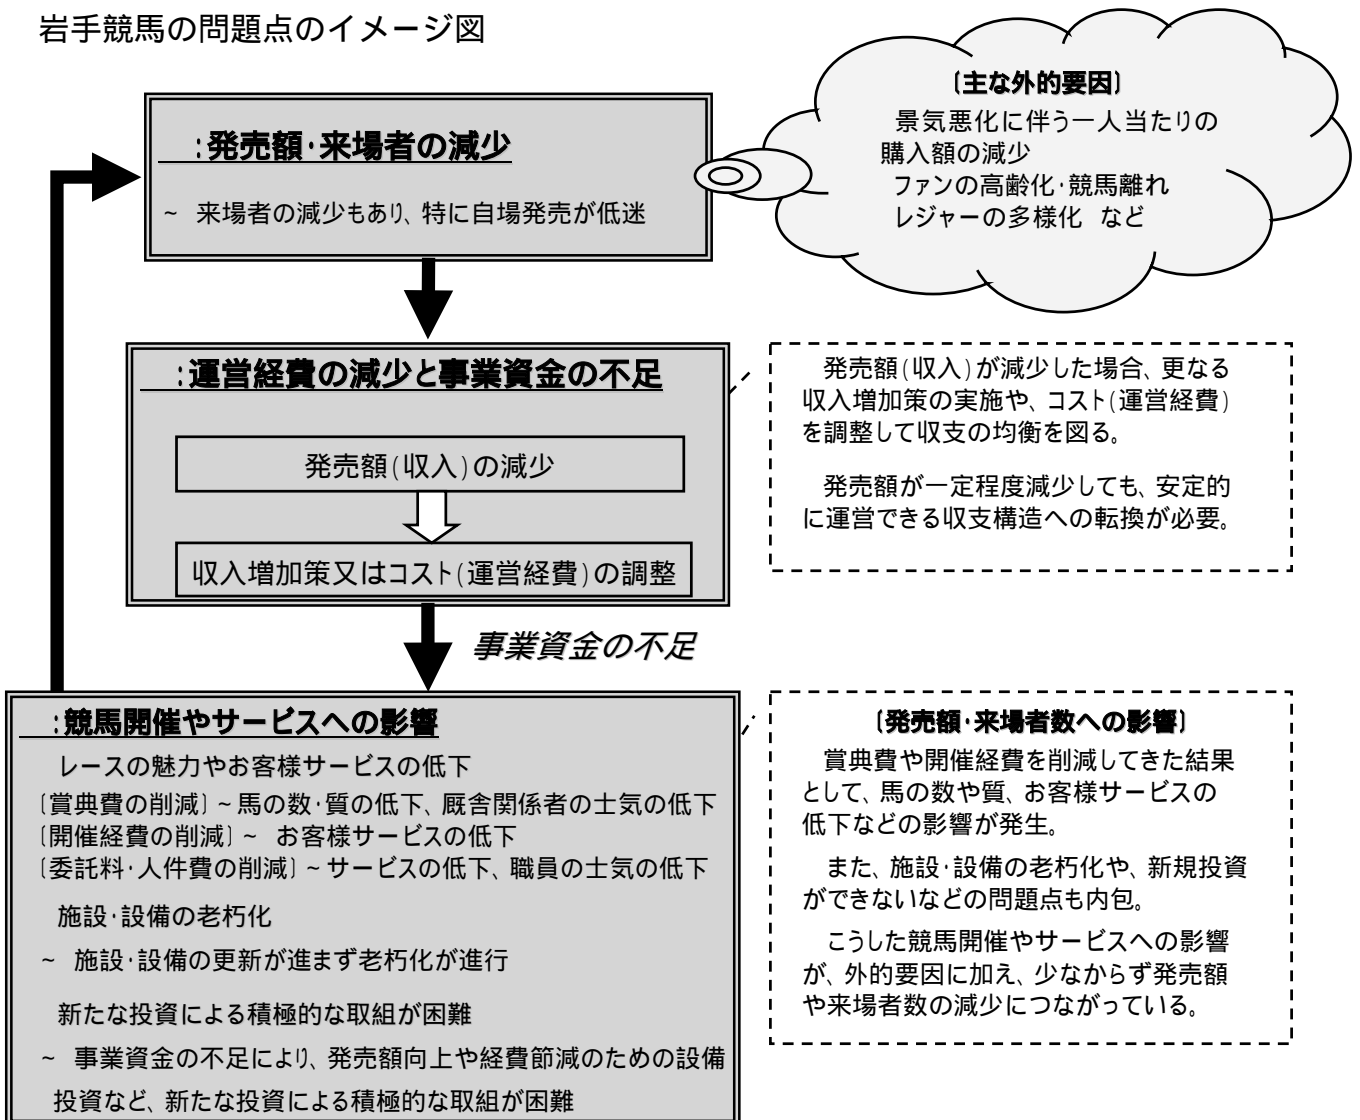 岩手競馬の問題点のイメージ図
〔主な外的要因〕
景気悪化に伴う一人当たりの
購入額の減少
ファンの高齢化・競馬離れ
レジャーの多様化 など
:発売額・来場者の減少
~ 来場者の減少もあり、特に自場発売が低迷
:運営経費の減少と事業資金の不足
発売額(収入)の減少
収入増加策又はコスト(運営経費)の調整
発売額(収入)が減少した場合、更なる
収入増加策の実施や、コスト(運営経費)
を調整して収支の均衡を図る。
発売額が一定程度減少しても、安定的
に運営できる収支構造への転換が必要。
事業資金の不足
:競馬開催やサービスへの影響
レースの魅力やお客様サービスの低下
〔賞典費の削減〕~馬の数・質の低下、厩舎関係者の士気の低下
〔開催経費の削減〕~ お客様サービスの低下
〔委託料・人件費の削減〕~サービスの低下、職員の士気の低下
施設・設備の老朽化
~ 施設・設備の更新が進まず老朽化が進行
新たな投資による積極的な取組が困難
~ 事業資金の不足により、発売額向上や経費節減のための設備
投資など、新たな投資による積極的な取組が困難
〔発売額・来場者数への影響〕
賞典費や開催経費を削減してきた結果
として、馬の数や質、お客様サービスの
低下などの影響が発生。
また、施設・設備の老朽化や、新規投資
ができないなどの問題点も内包。
こうした競馬開催やサービスへの影響
が、外的要因に加え、少なからず発売額
や来場者数の減少につながっている。